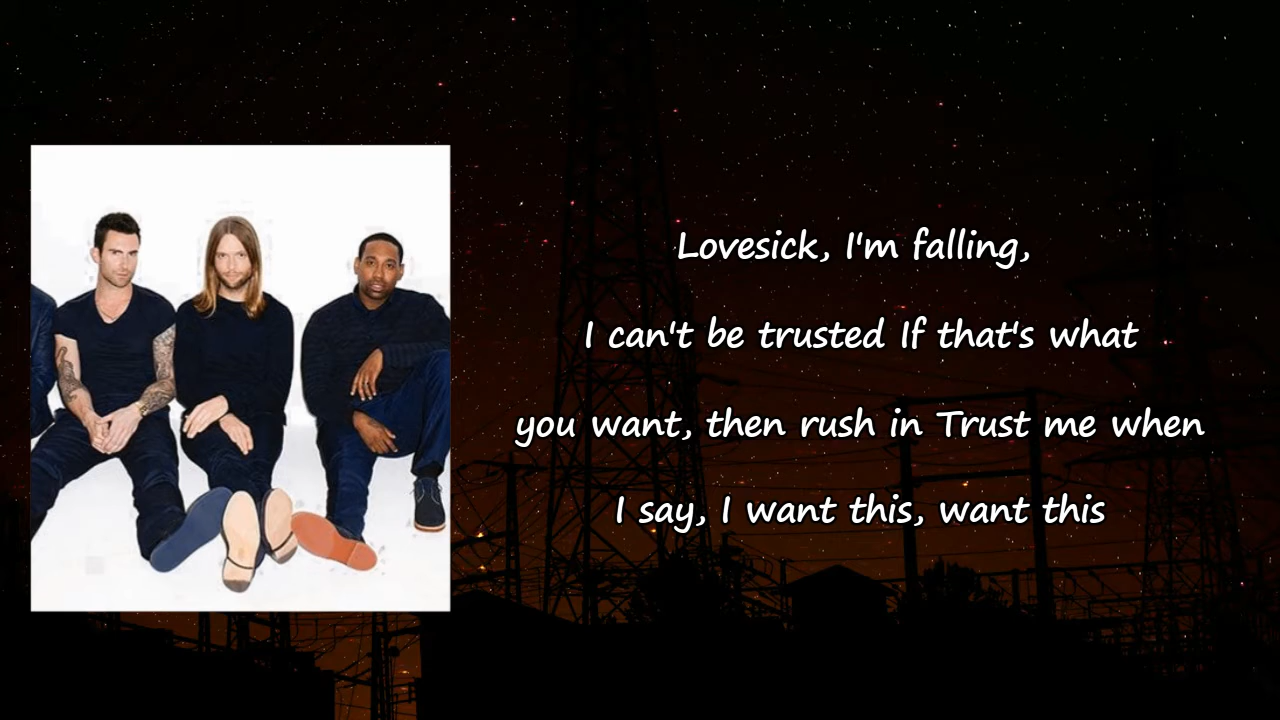 Lovesick, I'm falling,
I can't be trusted If that's what
you want, then rush in Trust me when
I say, I want this, want this